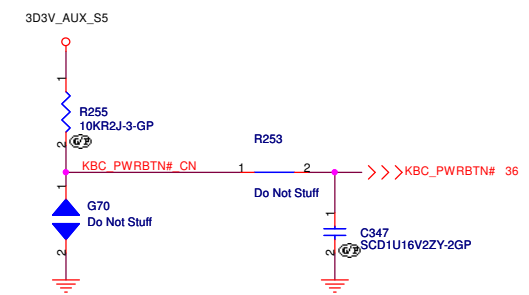 3D3V_AUX_S5
1
R255
10KR2J-3-GP
2
G/P
KBC_PWRBTN#_CN
R253
1
2
KBC_PWRBTN# 36
Do Not Stuff
1
G70
Do Not Stuff
2
1
C347
SCD1U16V2ZY-2GP
2
G/P